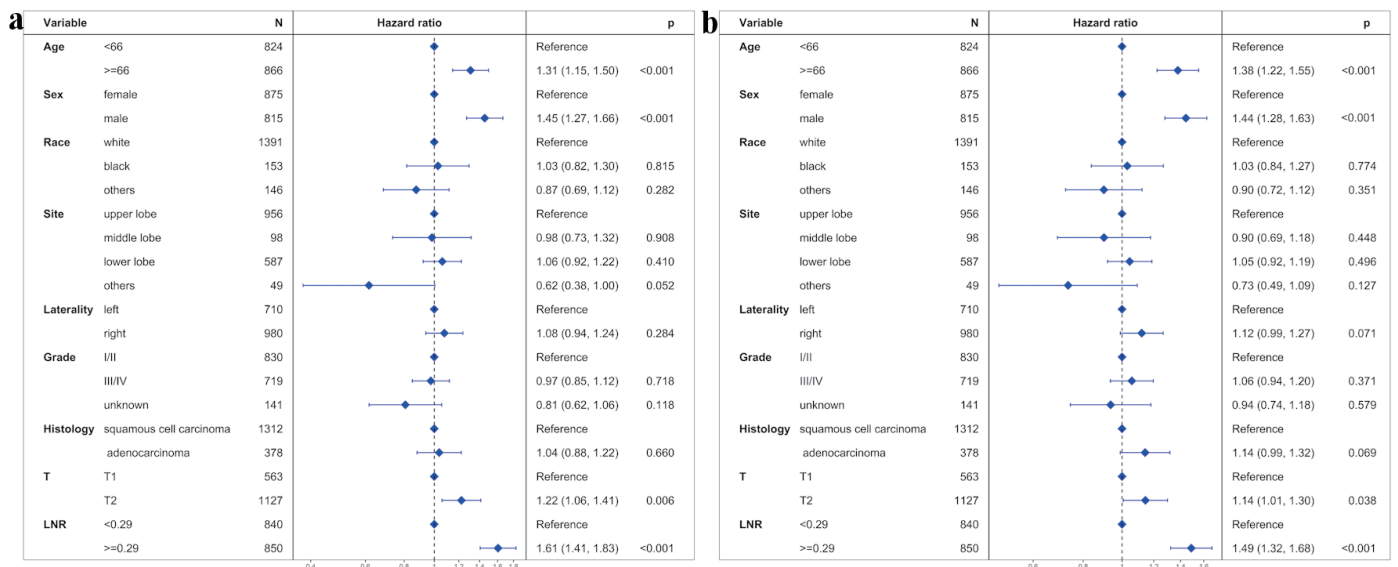 a
Variable N Hazard ratio p
Age <66 824 Reference
>=66 866 1.31 (1.15, 1.50) <0.001
Sex female 875 Reference
male 815 1.45 (1.27, 1.66) <0.001
Race white 1391 Reference
black 153 1.03 (0.82, 1.30) 0.815
others 146 0.87 (0.69, 1.12) 0.282
Site upper lobe 956 Reference
middle lobe 98 0.98 (0.73, 1.32) 0.908
lower lobe 587 1.06 (0.92, 1.22) 0.410
others 49 0.62 (0.38, 1.00) 0.052
Laterality left 710 Reference
right 980 1.08 (0.94, 1.24) 0.284
Grade I/II 830 Reference
III/IV 719 0.97 (0.85, 1.12) 0.718
unknown 141 0.81 (0.62, 1.06) 0.118
Histology squamous cell carcinoma 1312 Reference
adenocarcinoma 378 1.04 (0.88, 1.22) 0.660
T T1 563 Reference
T2 1127 1.22 (1.06, 1.41) 0.006
LNR <0.29 840 Reference
>=0.29 850 1.61 (1.41, 1.83) <0.001
b
Variable N Hazard ratio p
Age <66 824 Reference
>=66 866 1.38 (1.22, 1.55) <0.001
Sex female 875 Reference
male 815 1.44 (1.28, 1.63) <0.001
Race white 1391 Reference
black 153 1.03 (0.84, 1.27) 0.774
others 146 0.90 (0.72, 1.12) 0.351
Site upper lobe 956 Reference
middle lobe 98 0.90 (0.69, 1.18) 0.448
lower lobe 587 1.05 (0.92, 1.19) 0.496
others 49 0.73 (0.49, 1.09) 0.127
Laterality left 710 Reference
right 980 1.12 (0.99, 1.27) 0.071
Grade I/II 830 Reference
III/IV 719 1.06 (0.94, 1.20) 0.371
unknown 141 0.94 (0.74, 1.18) 0.579
Histology squamous cell carcinoma 1312 Reference
adenocarcinoma 378 1.14 (0.99, 1.32) 0.069
T T1 563 Reference
T2 1127 1.14 (1.01, 1.30) 0.038
LNR <0.29 840 Reference
>=0.29 850 1.49 (1.32, 1.68) <0.001